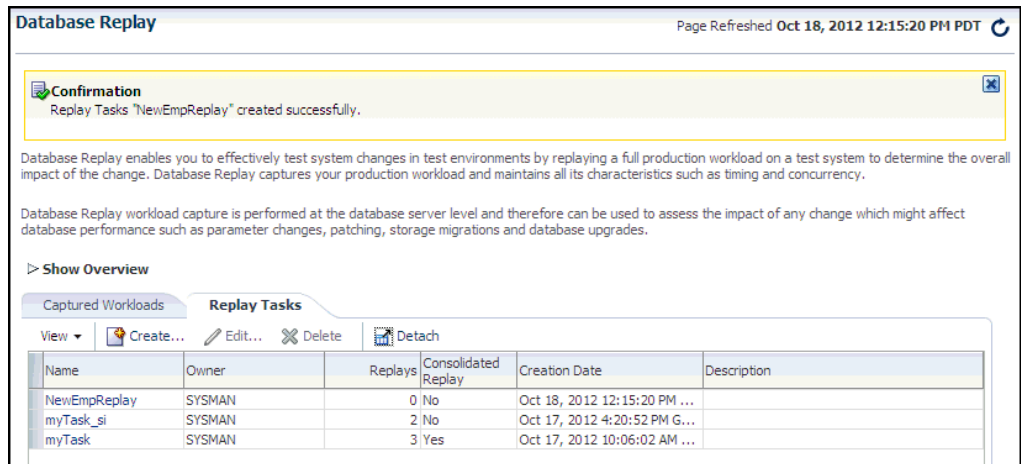 Database Replay
Page Refreshed Oct 18, 2012 12:15:20 PM PDT
Confirmation
Replay Tasks "NewEmpReplay" created successfully.
Database Replay enables you to effectively test system changes in test environments by replaying a full production workload on a test system to determine the overall
impact of the change. Database Replay captures your production workload and maintains all its characteristics such as timing and concurrency.
Database Replay workload capture is performed at the database server level and therefore can be used to assess the impact of any change which might affect
database performance such as parameter changes, patching, storage migrations and database upgrades.
Show Overview
Captured Workloads Replay Tasks
View Create... Edit... Delete Detach
Name Owner Replays Consolidated Replay Creation Date Description
NewEmpReplay SYSMAN 0 No Oct 18, 2012 12:15:20 PM ...
myTask_si SYSMAN 2 No Oct 17, 2012 4:20:52 PM G...
myTask SYSMAN 3 Yes Oct 17, 2012 10:06:02 AM ...